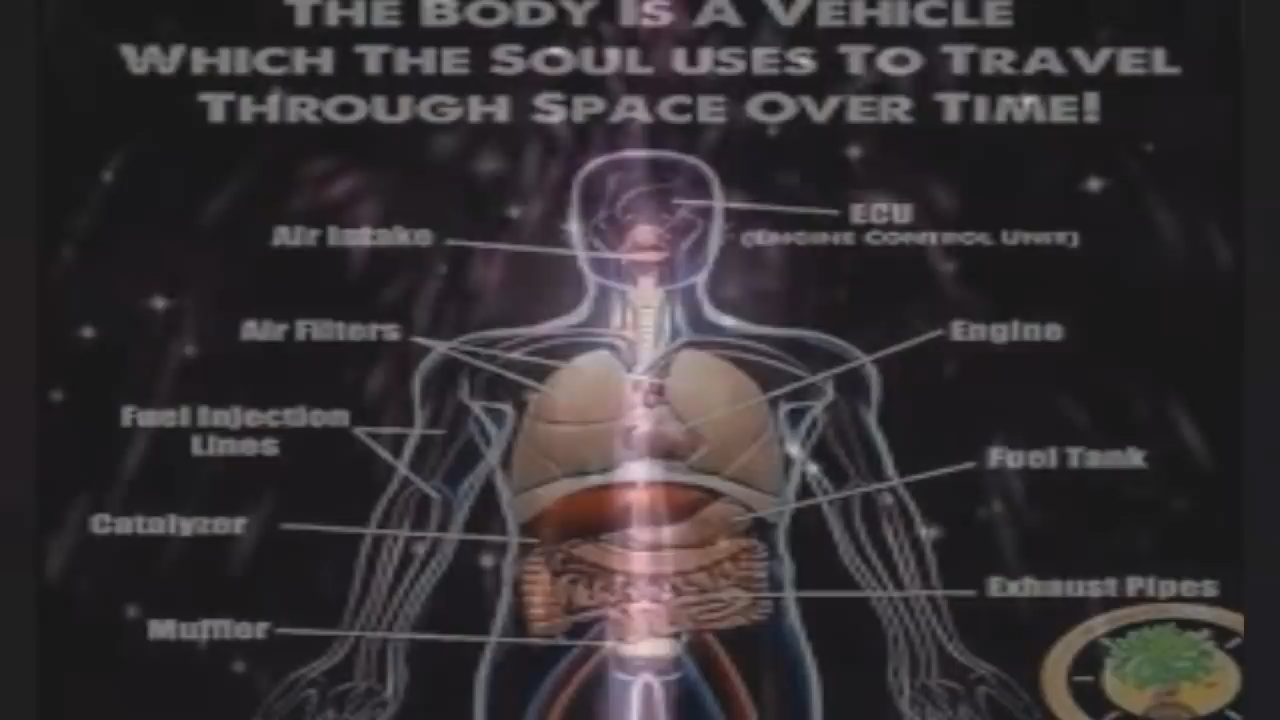 THE BODY IS A VEHICLE
WHICH THE SOUL USES TO TRAVEL
THROUGH SPACE OVER TIME!
ECU
(ENGINE CONTROL UNIT)
Air Intake
Air Filters
Engine
Fuel Injection
Lines
Fuel Tank
Catalyzer
Exhaust Pipes
Muffler